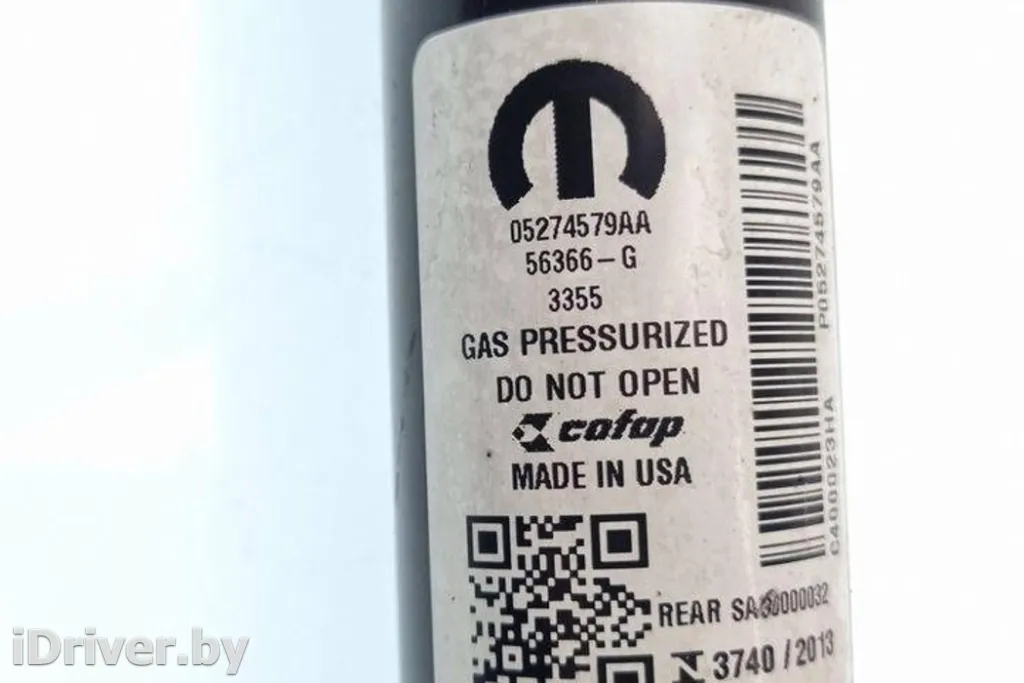 05274579AA
56366-G
3355
GAS PRESSURIZED
DO NOT OPEN
cofap
MADE IN USA
P05274579AA
C400023HA
REAR
3740 / 2013
iDriver.by